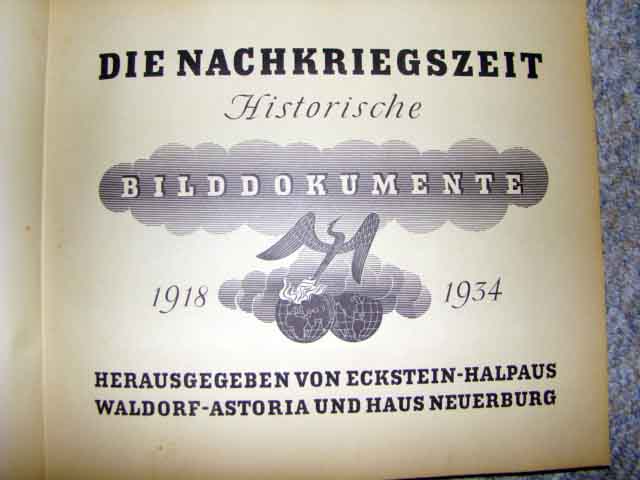 DIE NACHKRIEGSZEIT
Historische
BILDDOKUMENTE
1918 1934
HERAUSGEGEBEN VON ECKSTEIN-HALPAUS
WALDORF-ASTORIA UND HAUS NEUERBURG